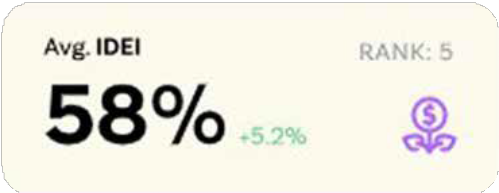 Avg. IDEI
RANK: 5
58% +5.2%
$